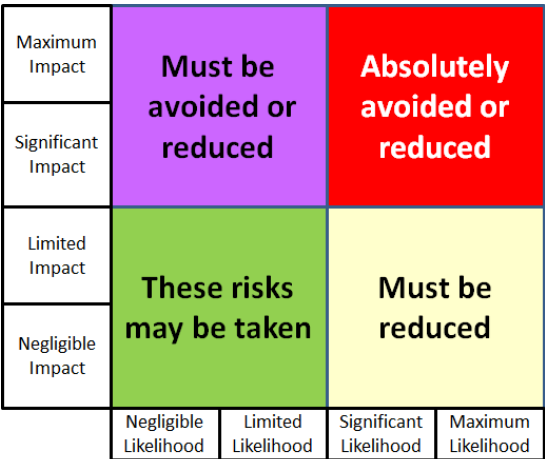 Maximum
Impact
Must be
avoided or
reduced
Absolutely
avoided or
reduced
Significant
Impact
Limited
Impact
These risks
may be taken
Must be
reduced
Negligible
Impact
Negligible
Likelihood
Limited
Likelihood
Significant
Likelihood
Maximum
Likelihood